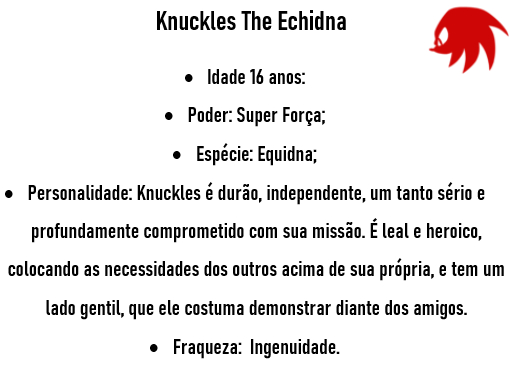 Knuckles The Echidna
• Idade 16 anos:
• Poder: Super Força;
• Espécie: Equidna;
• Personalidade: Knuckles é durão, independente, um tanto sério e
profundamente comprometido com sua missão. É leal e heroico,
colocando as necessidades dos outros acima de sua própria, e tem um
lado gentil, que ele costuma demonstrar diante dos amigos.
• Fraqueza: Ingenuidade.